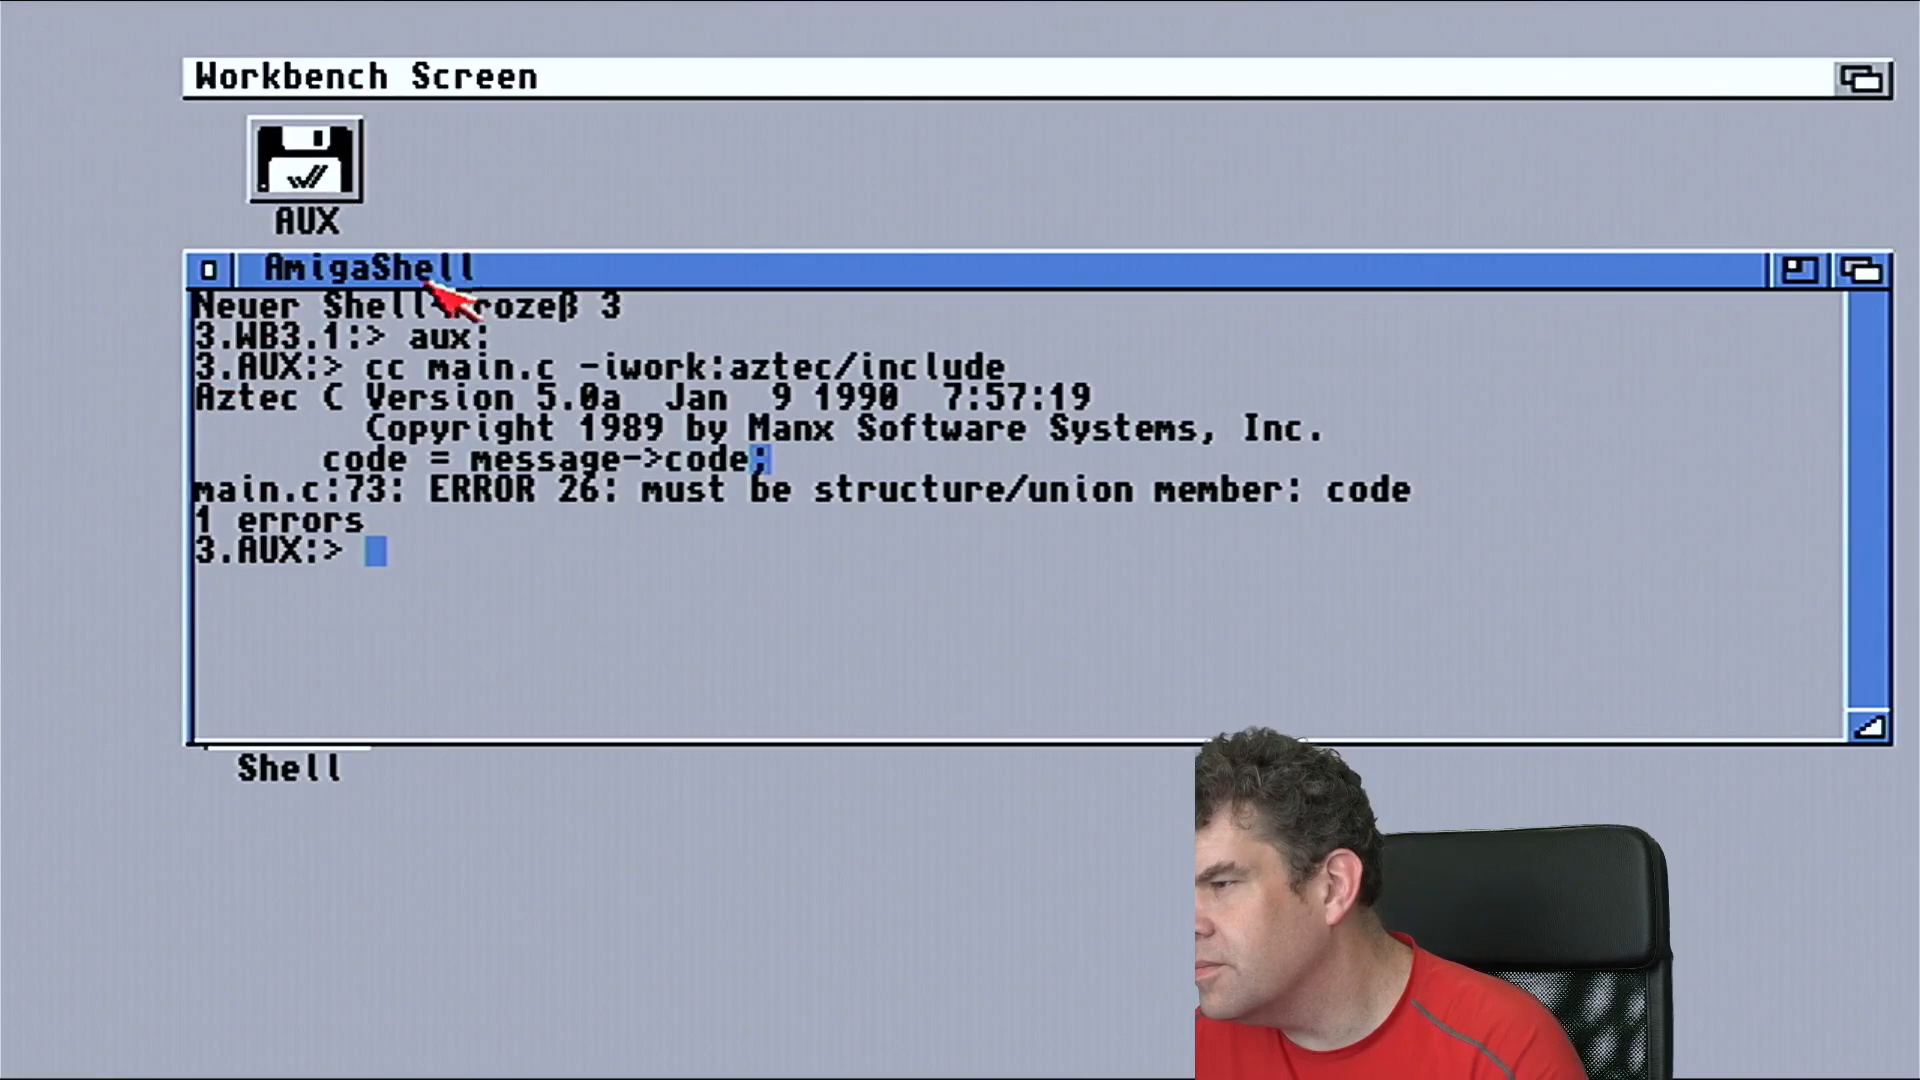 Workbench Screen
AUX
AmigaShell
Neuer Shell rozeß 3
3.WB3.1:> aux:
3.AUX:> cc main.c -iwork:aztec/include
Aztec C Version 5.0a  Jan  9 1990  7:57:19
Copyright 1989 by Manx Software Systems, Inc.
code = message->code;
main.c:73: ERROR 26: must be structure/union member: code
1 errors
3.AUX:>
Shell